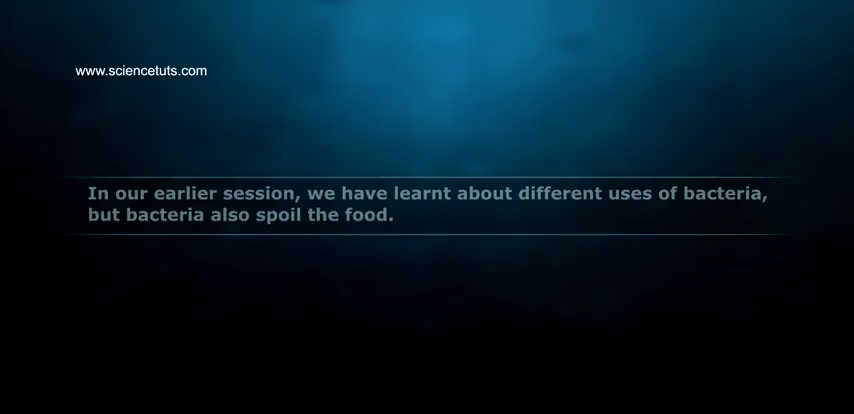 www.sciencetuts.com
In our earlier session, we have learnt about different uses of bacteria,
but bacteria also spoil the food.